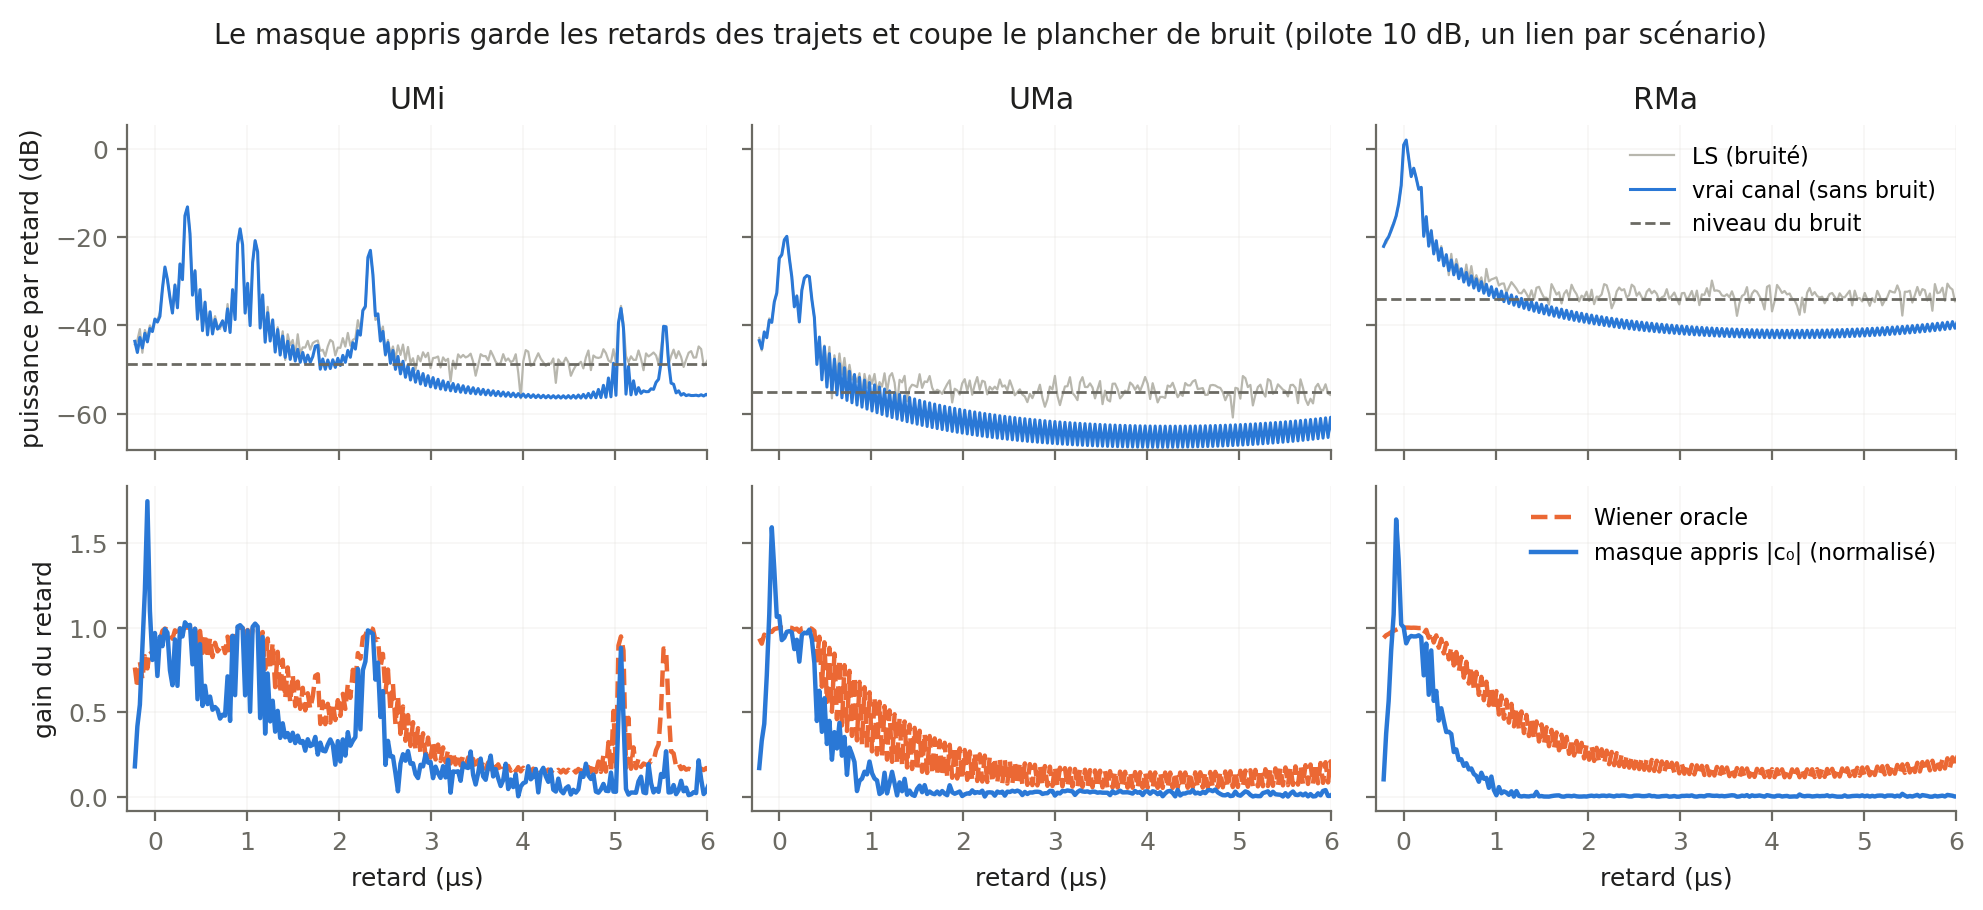 Le masque appris garde les retards des trajets et coupe le plancher de bruit (pilote 10 dB, un lien par scénario)
UMi
UMa
RMa
puissance par retard (dB)
0
−20
−40
−60
LS (bruité)
vrai canal (sans bruit)
niveau du bruit
gain du retard
1.5
1.0
0.5
0.0
Wiener oracle
masque appris |c₀| (normalisé)
0 1 2 3 4 5 6
0 1 2 3 4 5 6
0 1 2 3 4 5 6
retard (µs)
retard (µs)
retard (µs)